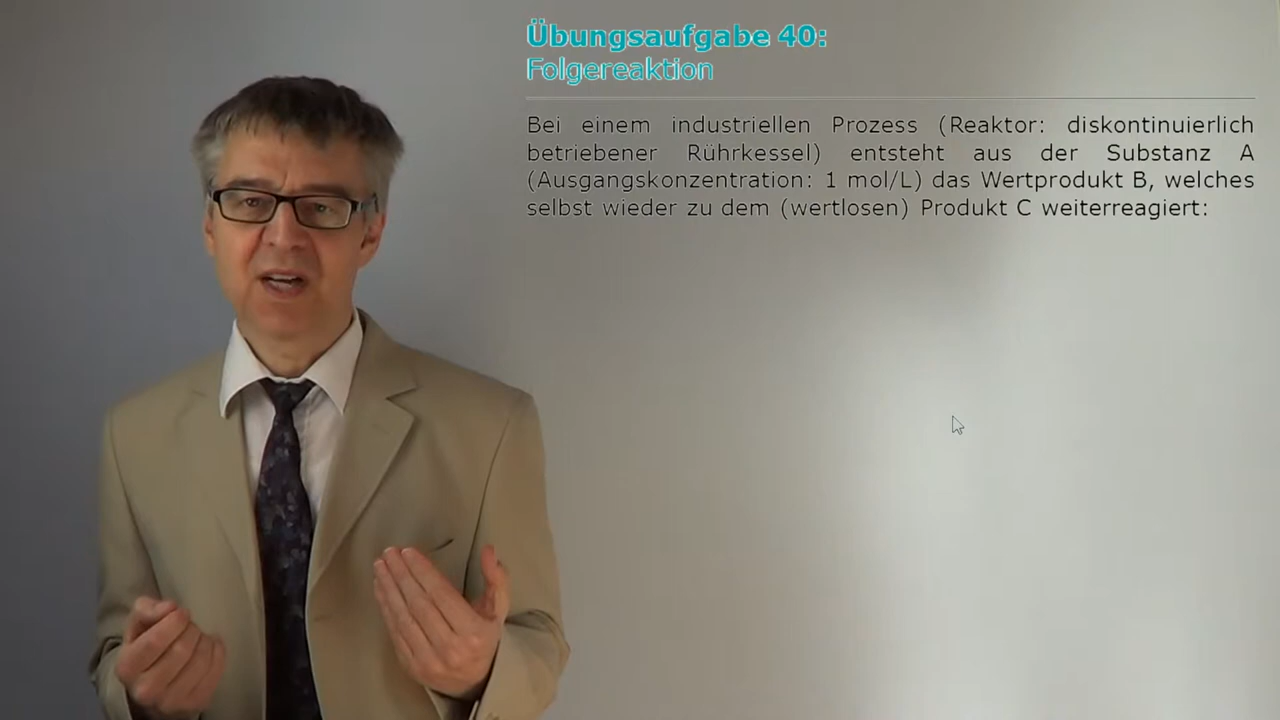 Übungsaufgabe 40:
Folgereaktion
Bei einem industriellen Prozess (Reaktor: diskontinuierlich
betriebener Rührkessel) entsteht aus der Substanz A
(Ausgangskonzentration: 1 mol/L) das Wertprodukt B, welches
selbst wieder zu dem (wertlosen) Produkt C weiterreagiert: